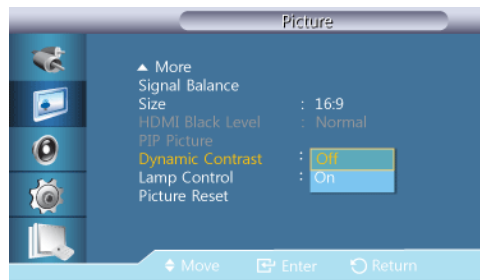 Picture
▲ More
Signal Balance
Size : 16:9
HDMI Black Level : Normal
PIP Picture
Dynamic Contrast : Off
Lamp Control : On
Picture Reset
Move Enter Return